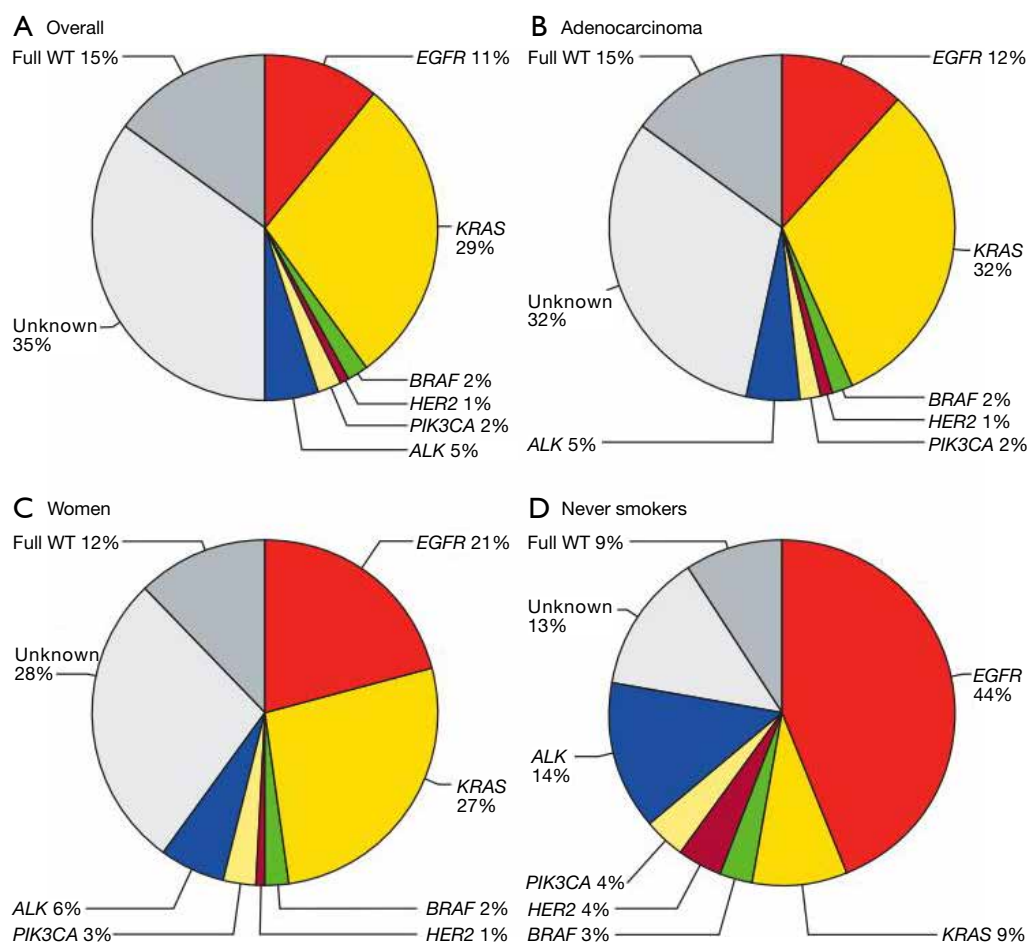 A Overall
Full WT 15%
EGFR 11%
KRAS
29%
Unknown
35%
BRAF 2%
HER2 1%
PIK3CA 2%
ALK 5%
B Adenocarcinoma
Full WT 15%
EGFR 12%
KRAS
32%
Unknown
32%
BRAF 2%
HER2 1%
PIK3CA 2%
ALK 5%
C Women
Full WT 12%
EGFR 21%
Unknown
28%
KRAS
27%
ALK 6%
PIK3CA 3%
BRAF 2%
HER2 1%
D Never smokers
Full WT 9%
Unknown
13%
EGFR
44%
ALK
14%
PIK3CA 4%
HER2 4%
BRAF 3%
KRAS 9%